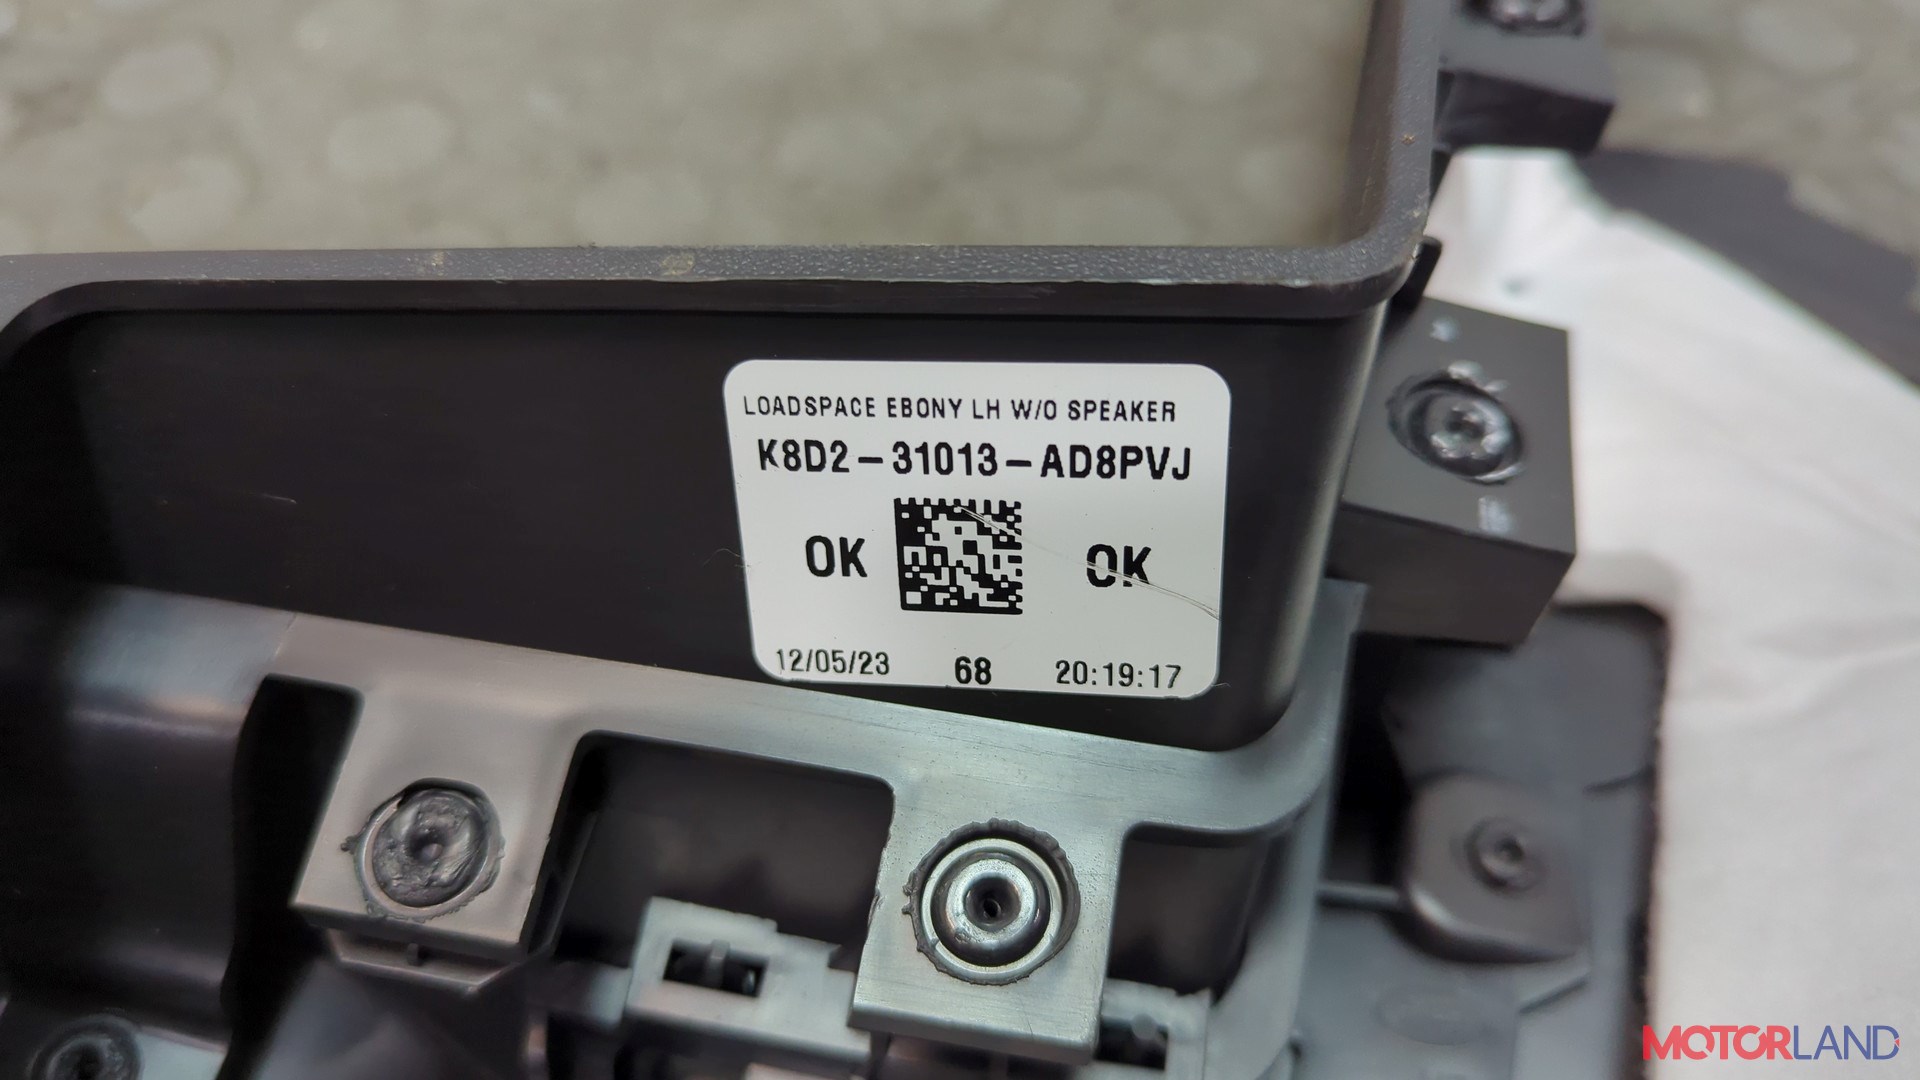 LOADSPACE EBONY LH W/O SPEAKER
K8D2-31013-AD8PVJ
OK OK
12/05/23 68 20:19:17
MOTORLAND